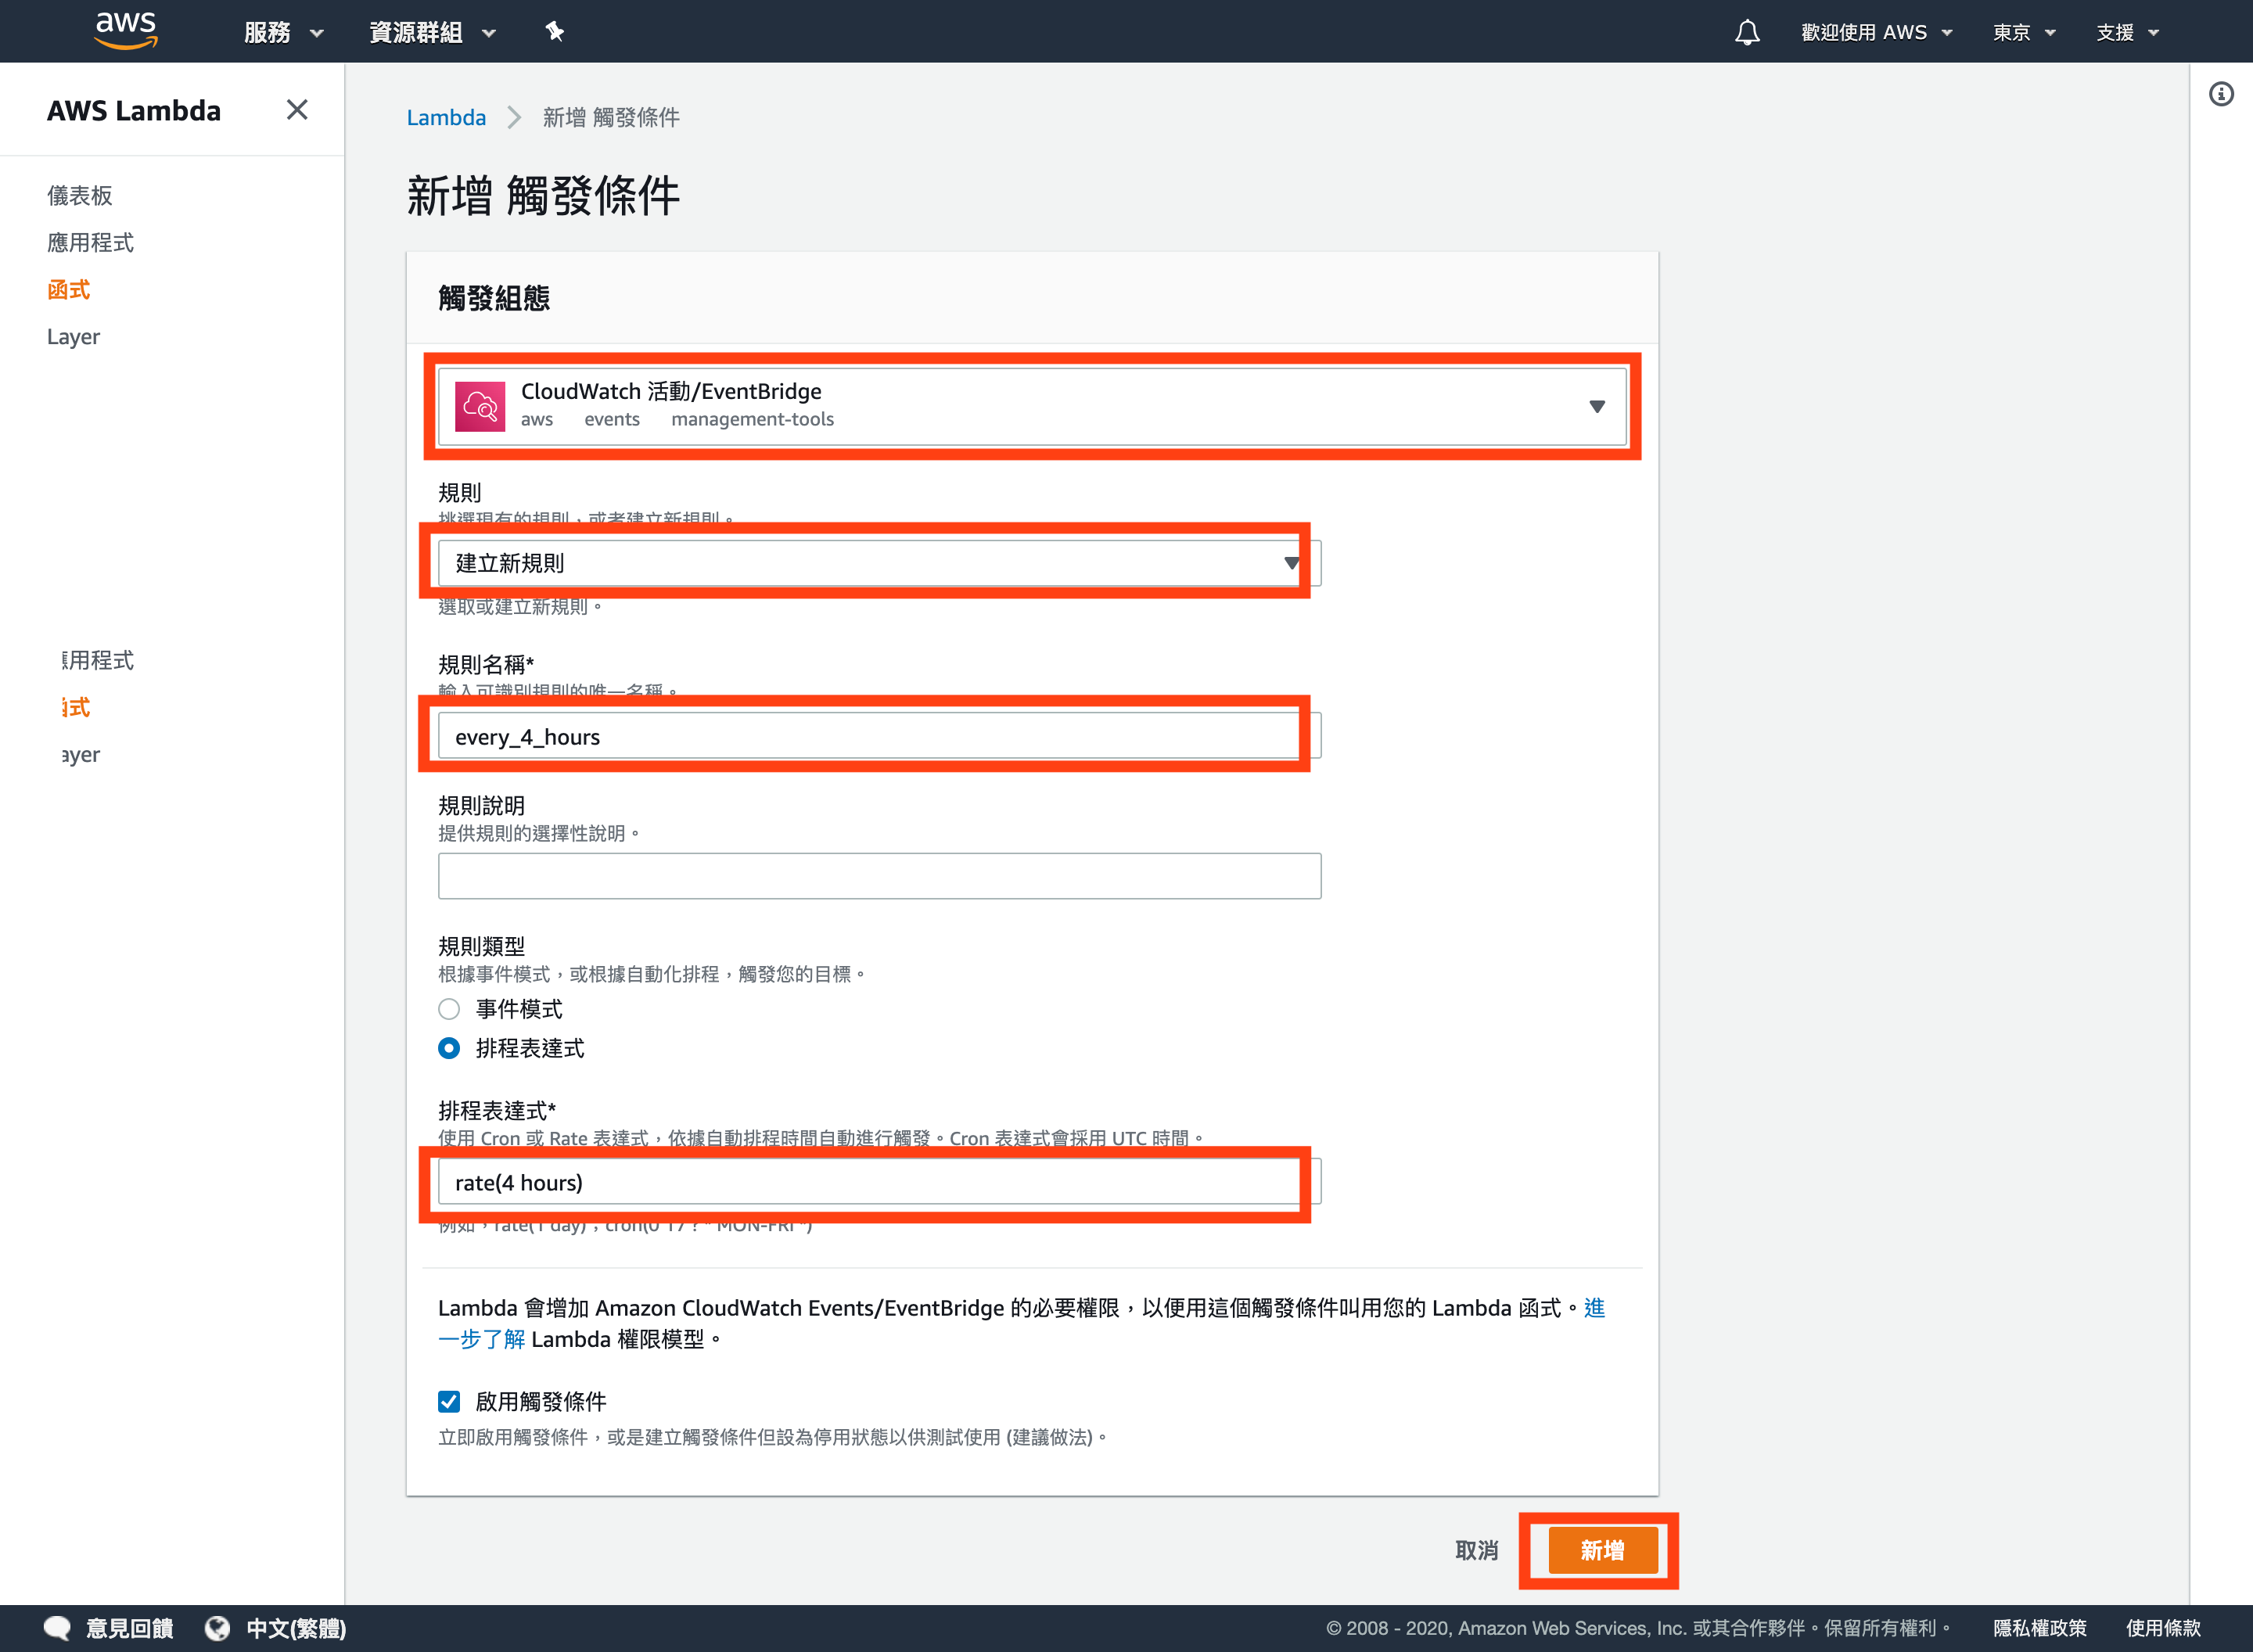 aws
服務
資源群組
歡迎使用 AWS
東京
支援
AWS Lambda
儀表板
應用程式
函式
Layer
用程式
式
ayer
Lambda
新增 觸發條件
新增 觸發條件
觸發組態
CloudWatch 活動/EventBridge
aws events management-tools
規則
挑選現有的規則，或者建立新規則。
建立新規則
選取或建立新規則。
規則名稱*
輸入可識別規則的唯一名稱。
every_4_hours
規則說明
提供規則的選擇性說明。
規則類型
根據事件模式，或根據自動化排程，觸發您的目標。
事件模式
排程表達式
排程表達式*
使用 Cron 或 Rate 表達式，依據自動排程時間自動進行觸發。Cron 表達式會採用 UTC 時間。
rate(4 hours)
例如，rate(1 day)，cron(0 17 ? * MON-FRI *)
Lambda 會增加 Amazon CloudWatch Events/EventBridge 的必要權限，以便用這個觸發條件叫用您的 Lambda 函式。進
一步了解 Lambda 權限模型。
啟用觸發條件
立即啟用觸發條件，或是建立觸發條件但設為停用狀態以供測試使用 (建議做法)。
取消
新增
意見回饋
中文(繁體)
© 2008 - 2020, Amazon Web Services, Inc. 或其合作夥伴。保留所有權利。
隱私權政策
使用條款